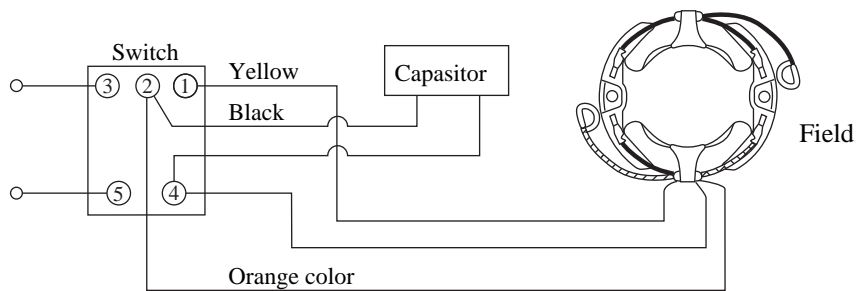 Switch
3 2 1
Yellow
Capasitor
Black
Field
5 4
Orange color